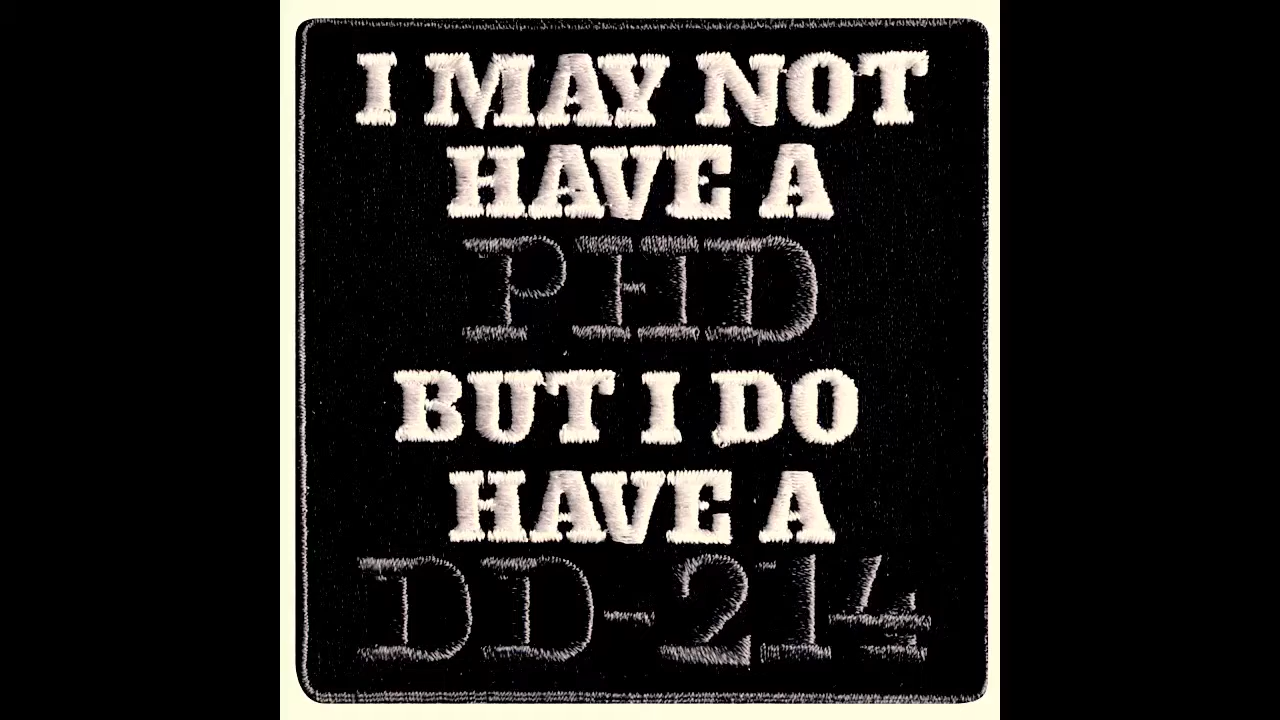 I MAY NOT
HAVE A
PHD
BUT I DO
HAVE A
DD-214